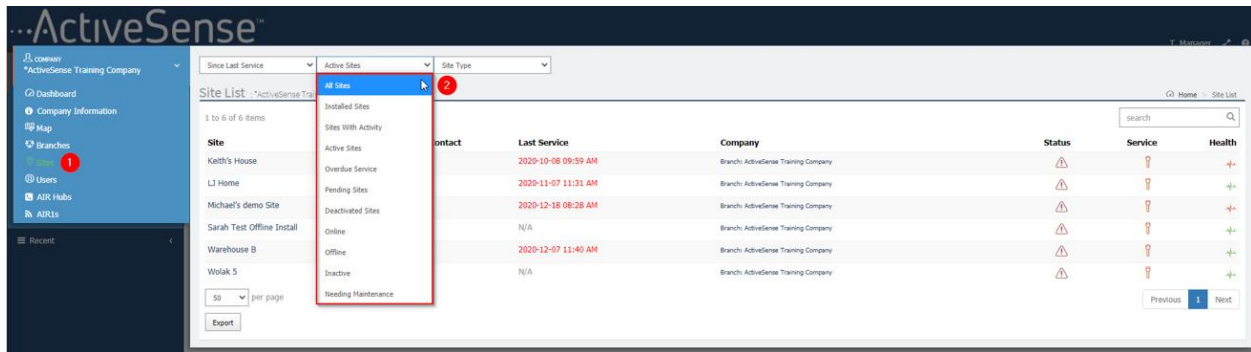 ...ActiveSense™
T. Manager
COMPANY
*ActiveSense Training Company
Dashboard
Company Information
Map
Branches
Sites 1
Users
AIR Hubs
AIR1s
Recent
Since Last Service Active Sites Site Type
All Sites 2
Installed Sites
Sites With Activity
Active Sites
Overdue Service
Pending Sites
Deactivated Sites
Online
Offline
Inactive
Needing Maintenance
Site List *ActiveSense Trai
Home > Site List
1 to 6 of 6 items
search
Site ontact Last Service Company Status Service Health
Keith's House 2020-10-08 09:59 AM Branch: ActiveSense Training Company
LJ Home 2020-11-07 11:31 AM Branch: ActiveSense Training Company
Michael's demo Site 2020-12-18 08:28 AM Branch: ActiveSense Training Company
Sarah Test Offline Install N/A Branch: ActiveSense Training Company
Warehouse B 2020-12-07 11:40 AM Branch: ActiveSense Training Company
Wolak 5 N/A Branch: ActiveSense Training Company
50 per page
Previous 1 Next
Export